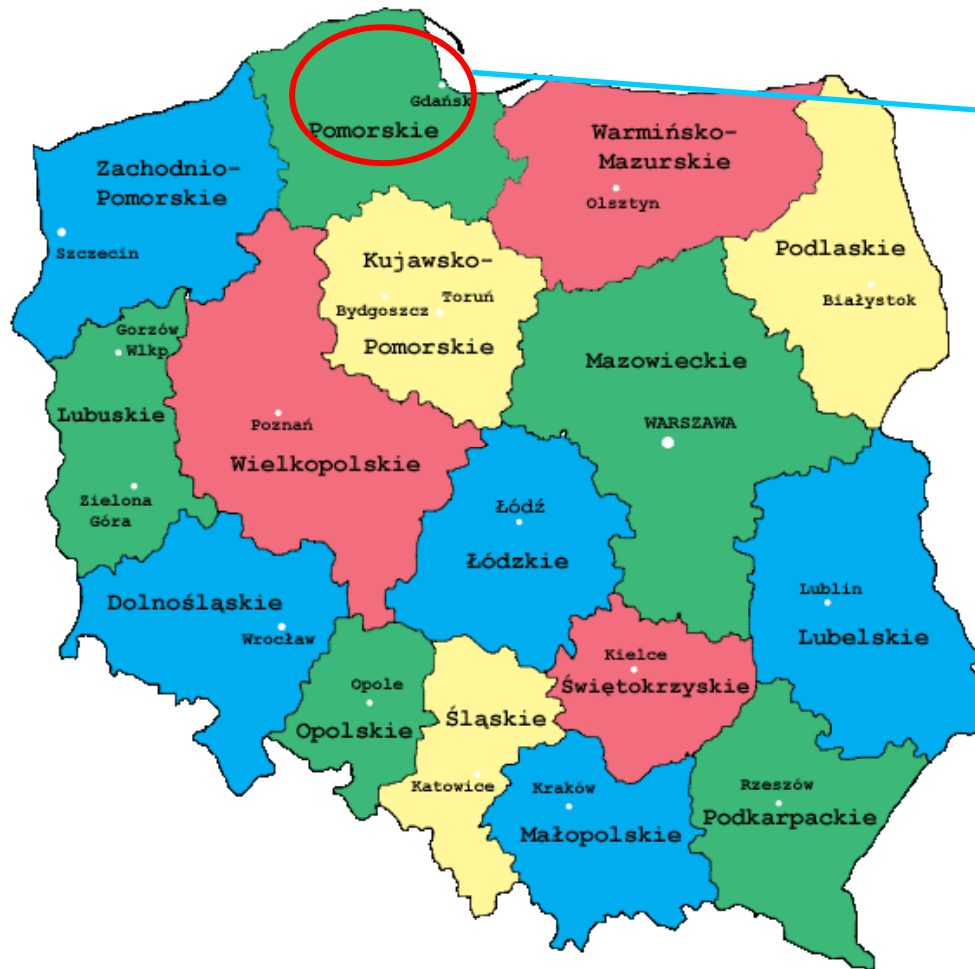 Gdańsk
Pomorskie
Warmińsko-
Mazurskie
Olsztyn
Zachodnio-
Pomorskie
Szczecin
Podlaskie
Białystok
Kujawsko-
Toruń
Bydgoszcz
Pomorskie
Gorzów
Wlkp
Lubuskie
Zielona
Góra
Mazowieckie
WARSZAWA
Poznań
Wielkopolskie
Łódź
Łódzkie
Dolnośląskie
Wrocław
Lublin
Lubelskie
Kielce
Świętokrzyskie
Opole
Opolskie
Śląskie
Katowice
Kraków
Małopolskie
Rzeszów
Podkarpackie